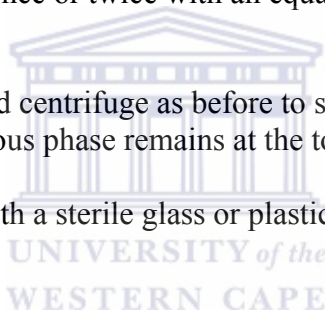 nce or twice with an equa
d centrifuge as before to s
ous phase remains at the to
th a sterile glass or plastic
UNIVERSITY of the
WESTERN CAPE